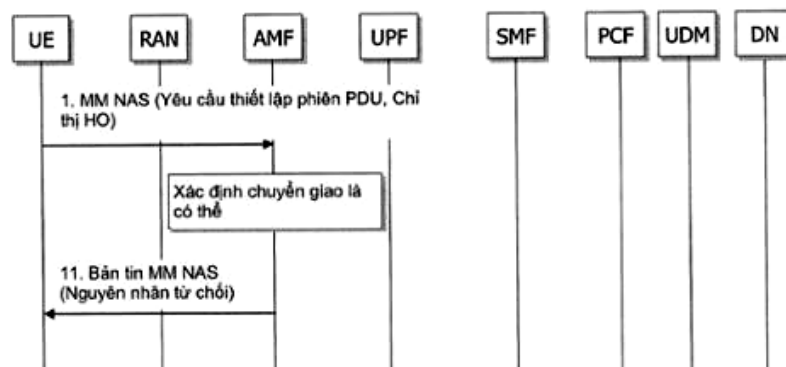 UE RAN AMF UPF SMF PCF UDM DN
1. MM NAS (Yêu cầu thiết lập phiên PDU, Chỉ
thị HO)
Xác định chuyển giao là
có thể
11. Bản tin MM NAS
(Nguyên nhân từ chối)